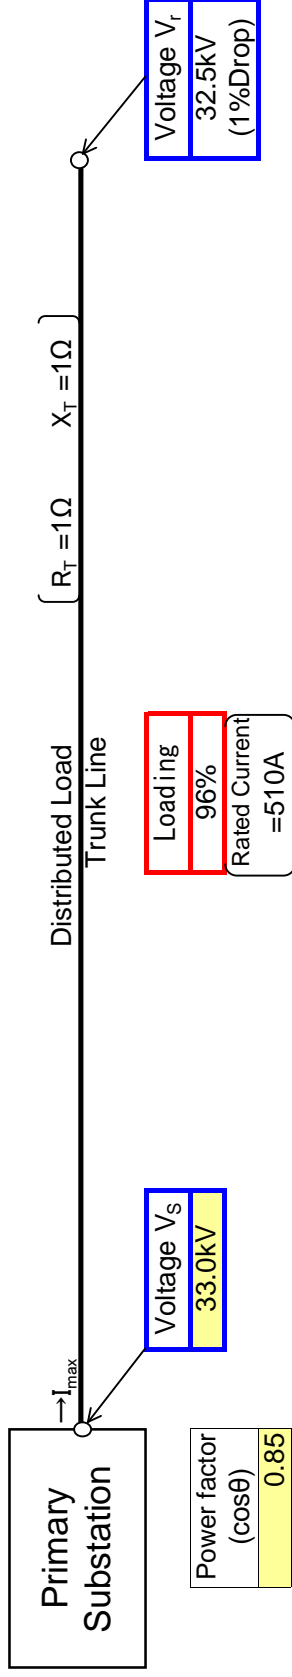 Primary
Substation
→I_max
Distributed Load
Trunk Line
R_T =1Ω X_T =1Ω
Power factor
(cosθ)
0.85
Voltage V_S
33.0kV
Loading
96%
Rated Current
=510A
Voltage V_r
32.5kV
(1%Drop)